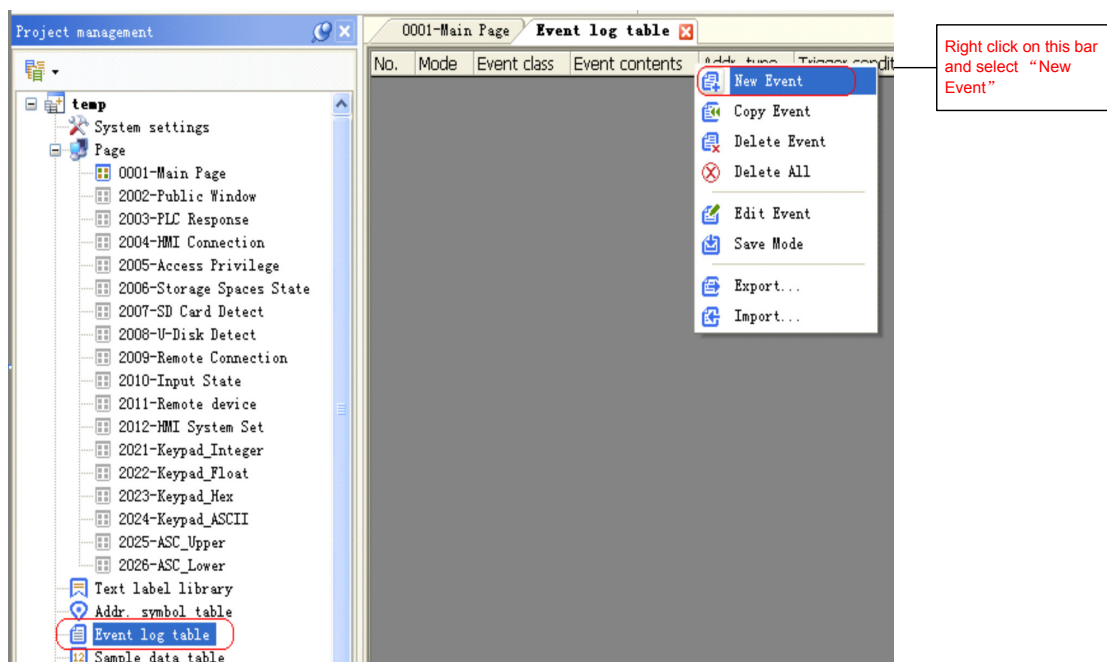 Project management
0001-Main Page
Event log table
No. Mode Event class Event contents Addr. type Trigger condit
temp
System settings
Page
0001-Main Page
2002-Public Window
2003-PLC Response
2004-HMI Connection
2005-Access Privilege
2006-Storage Spaces State
2007-SD Card Detect
2008-U-Disk Detect
2009-Remote Connection
2010-Input State
2011-Remote device
2012-HMI System Set
2021-Keypad_Integer
2022-Keypad_Float
2023-Keypad_Hex
2024-Keypad_ASCII
2025-ASC_Upper
2026-ASC_Lower
Text label library
Addr. symbol table
Event log table
12 Sample data table
New Event
Copy Event
Delete Event
Delete All
Edit Event
Save Mode
Export...
Import...
Right click on this bar
and select “New
Event”